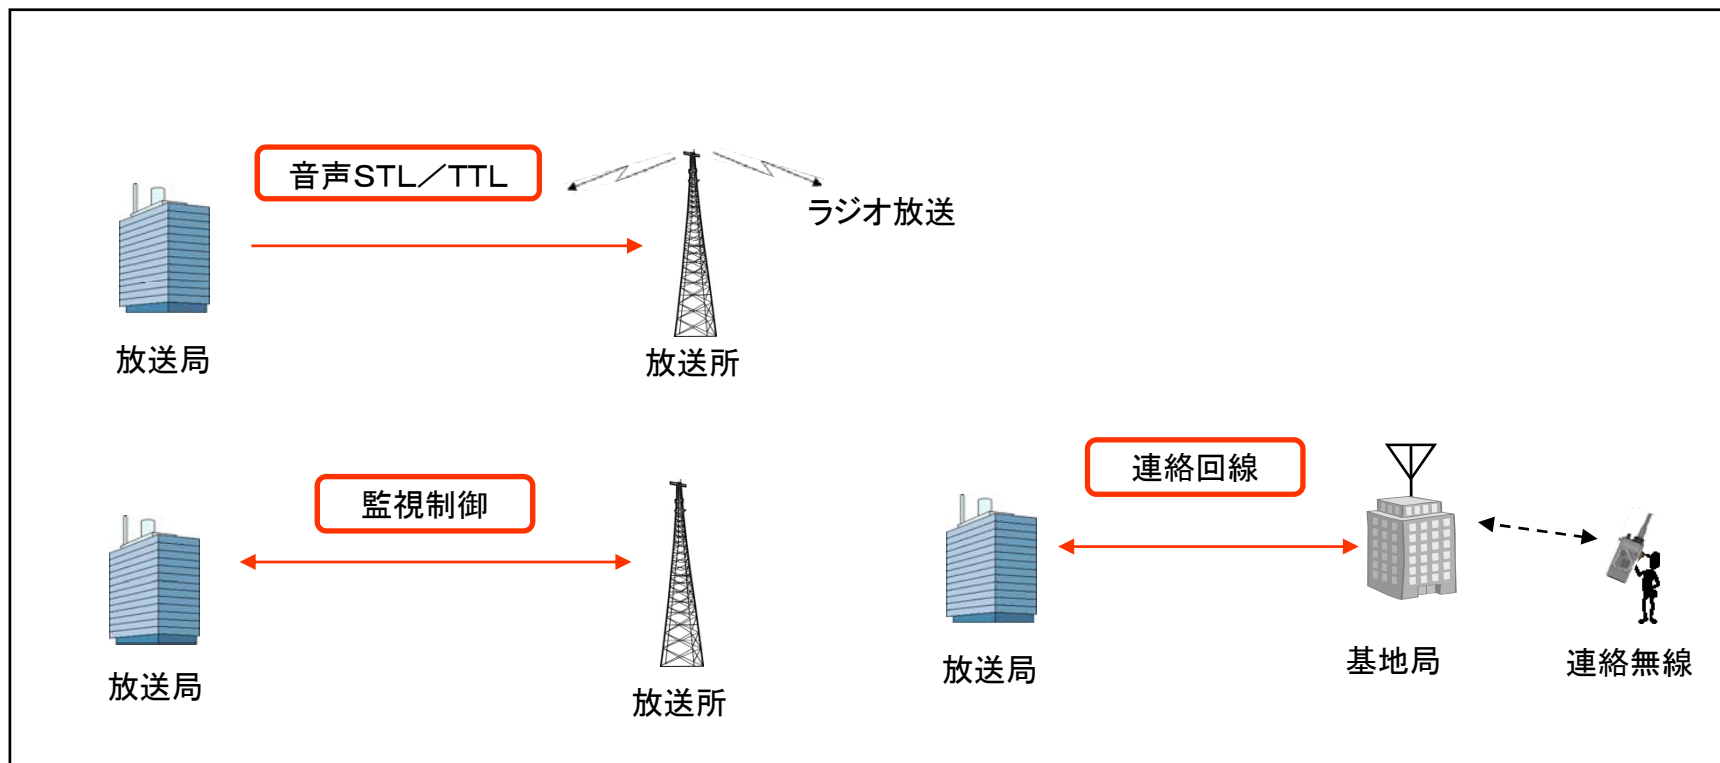 音声STL／TTL
ラジオ放送
放送局
放送所
監視制御
連絡回線
放送局
放送所
放送局
基地局
連絡無線